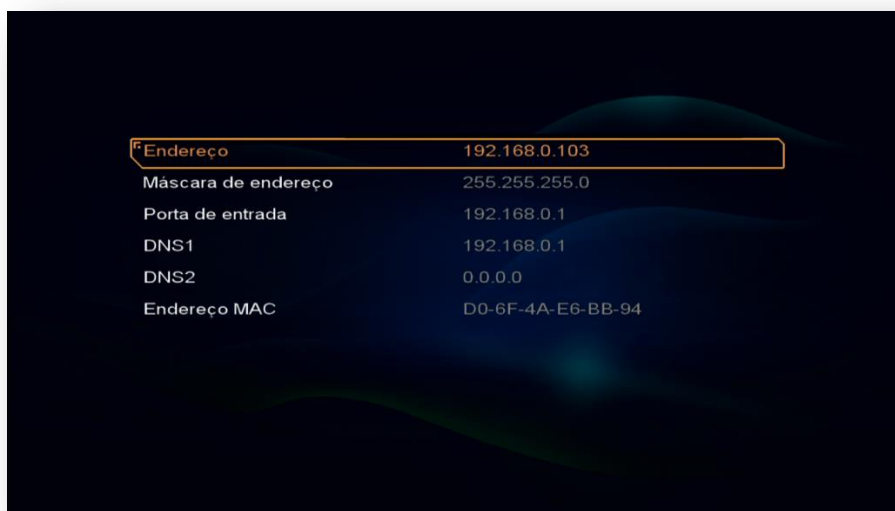 Endereço 192.168.0.103
Máscara de endereço 255.255.255.0
Porta de entrada 192.168.0.1
DNS1 192.168.0.1
DNS2 0.0.0.0
Endereço MAC D0-6F-4A-E6-BB-94